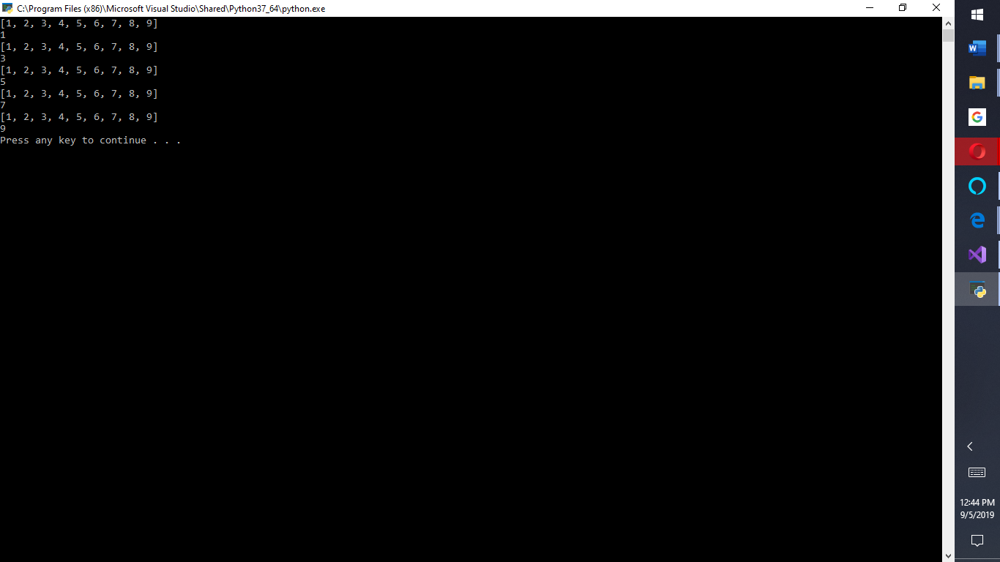 C:\Program Files (x86)\Microsoft Visual Studio\Shared\Python37_64\python.exe
[1, 2, 3, 4, 5, 6, 7, 8, 9]
1
[1, 2, 3, 4, 5, 6, 7, 8, 9]
3
[1, 2, 3, 4, 5, 6, 7, 8, 9]
5
[1, 2, 3, 4, 5, 6, 7, 8, 9]
7
[1, 2, 3, 4, 5, 6, 7, 8, 9]
9
Press any key to continue . . .
12:44 PM
9/5/2019